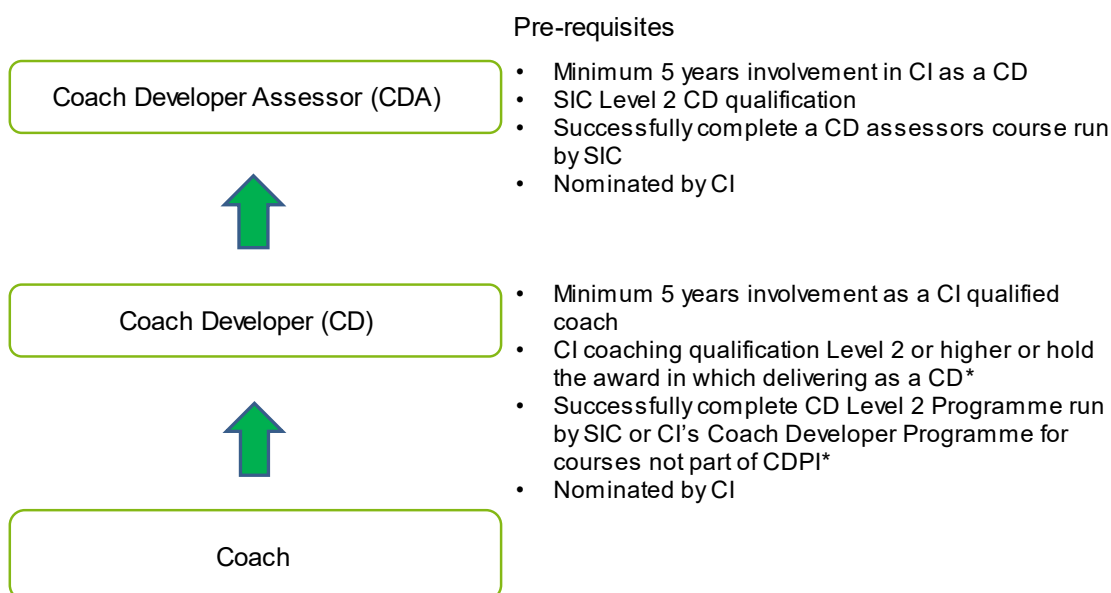 Pre-requisites
Coach Developer Assessor (CDA)
• Minimum 5 years involvement in CI as a CD
• SIC Level 2 CD qualification
• Successfully complete a CD assessors course run
by SIC
• Nominated by CI
Coach Developer (CD)
• Minimum 5 years involvement as a CI qualified
coach
• CI coaching qualification Level 2 or higher or hold
the award in which delivering as a CD*
• Successfully complete CD Level 2 Programme run
by SIC or CI’s Coach Developer Programme for
courses not part of CDPI*
• Nominated by CI
Coach